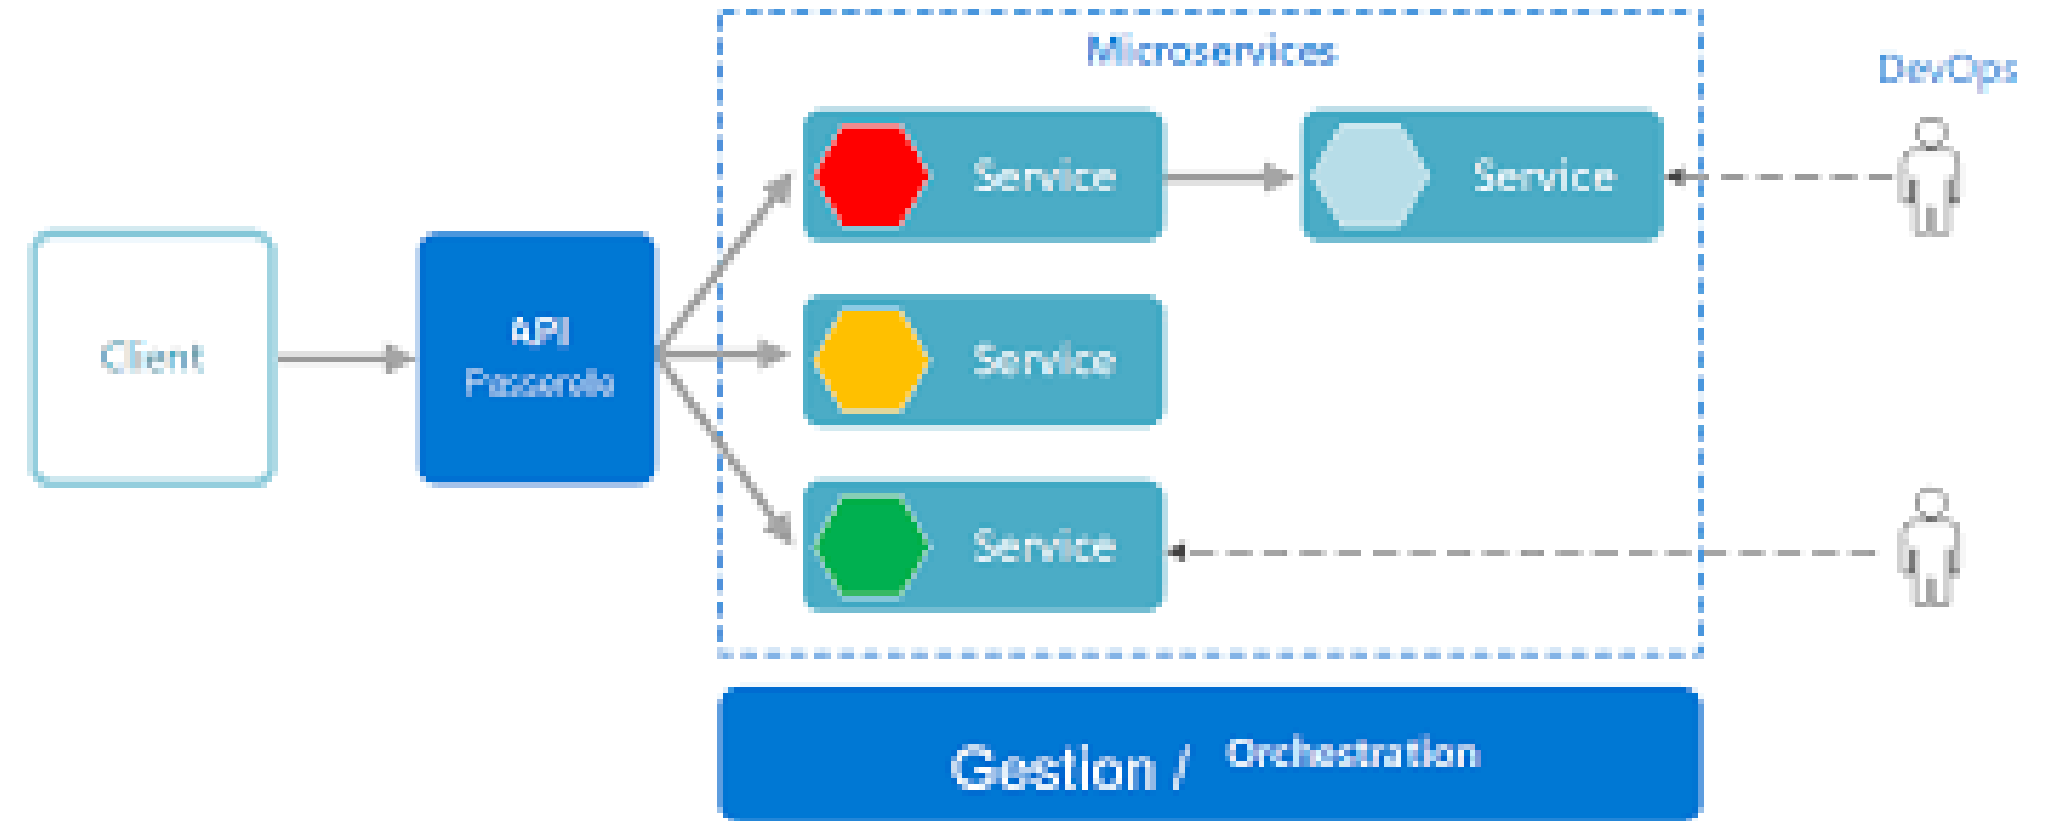 Microservices
DevOps
Service
Service
Client
API
Passerelle
Service
Service
Gestion / Orchestration